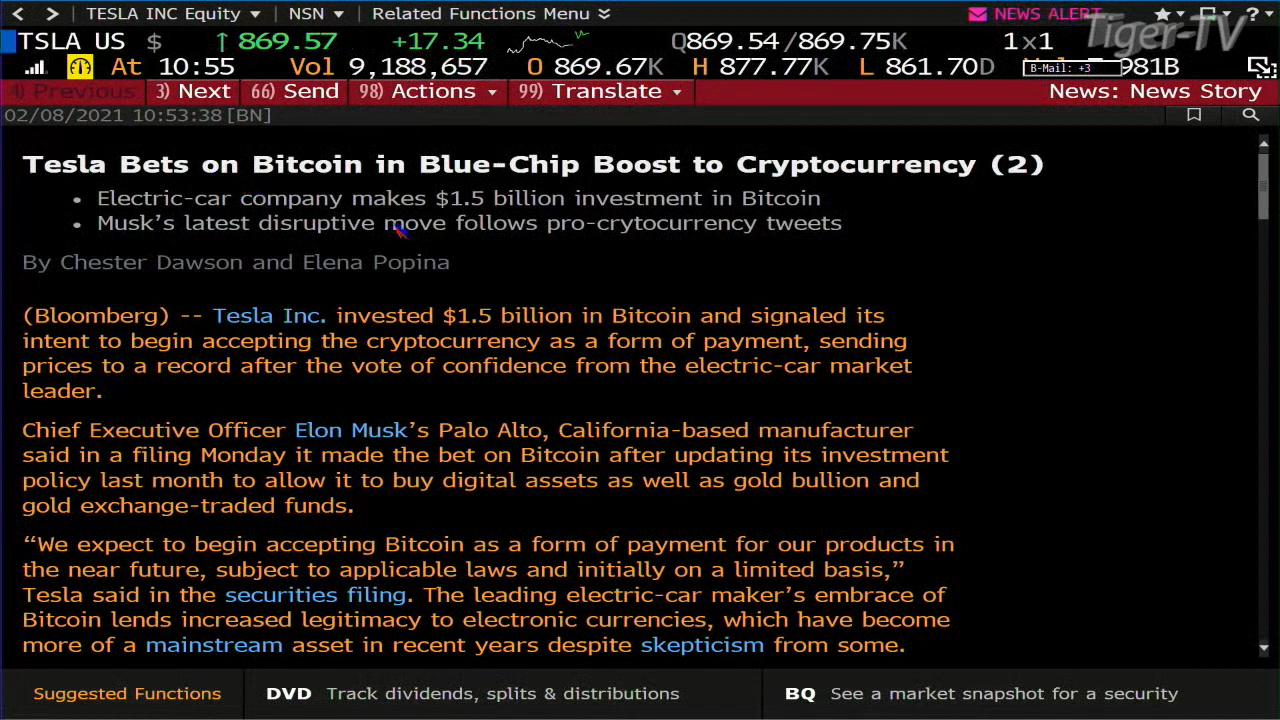 < > TESLA INC Equity NSN Related Functions Menu NEWS ALERT ?
TSLA US $ ↑ 869.57 +17.34 Q869.54/869.75K 1x1 Tiger-TV
At 10:55 Vol 9,188,657 O 869.67K H 877.77K L 861.70D B-Mail: +3 981B
4) Previous 3) Next 66) Send 98) Actions 99) Translate News: News Story
02/08/2021 10:53:38 [BN]
Tesla Bets on Bitcoin in Blue-Chip Boost to Cryptocurrency (2)
• Electric-car company makes $1.5 billion investment in Bitcoin
• Musk's latest disruptive move follows pro-crytocurrency tweets
By Chester Dawson and Elena Popina
(Bloomberg) -- Tesla Inc. invested $1.5 billion in Bitcoin and signaled its
intent to begin accepting the cryptocurrency as a form of payment, sending
prices to a record after the vote of confidence from the electric-car market
leader.
Chief Executive Officer Elon Musk's Palo Alto, California-based manufacturer
said in a filing Monday it made the bet on Bitcoin after updating its investment
policy last month to allow it to buy digital assets as well as gold bullion and
gold exchange-traded funds.
“We expect to begin accepting Bitcoin as a form of payment for our products in
the near future, subject to applicable laws and initially on a limited basis,”
Tesla said in the securities filing. The leading electric-car maker's embrace of
Bitcoin lends increased legitimacy to electronic currencies, which have become
more of a mainstream asset in recent years despite skepticism from some.
Suggested Functions DVD Track dividends, splits & distributions BQ See a market snapshot for a security